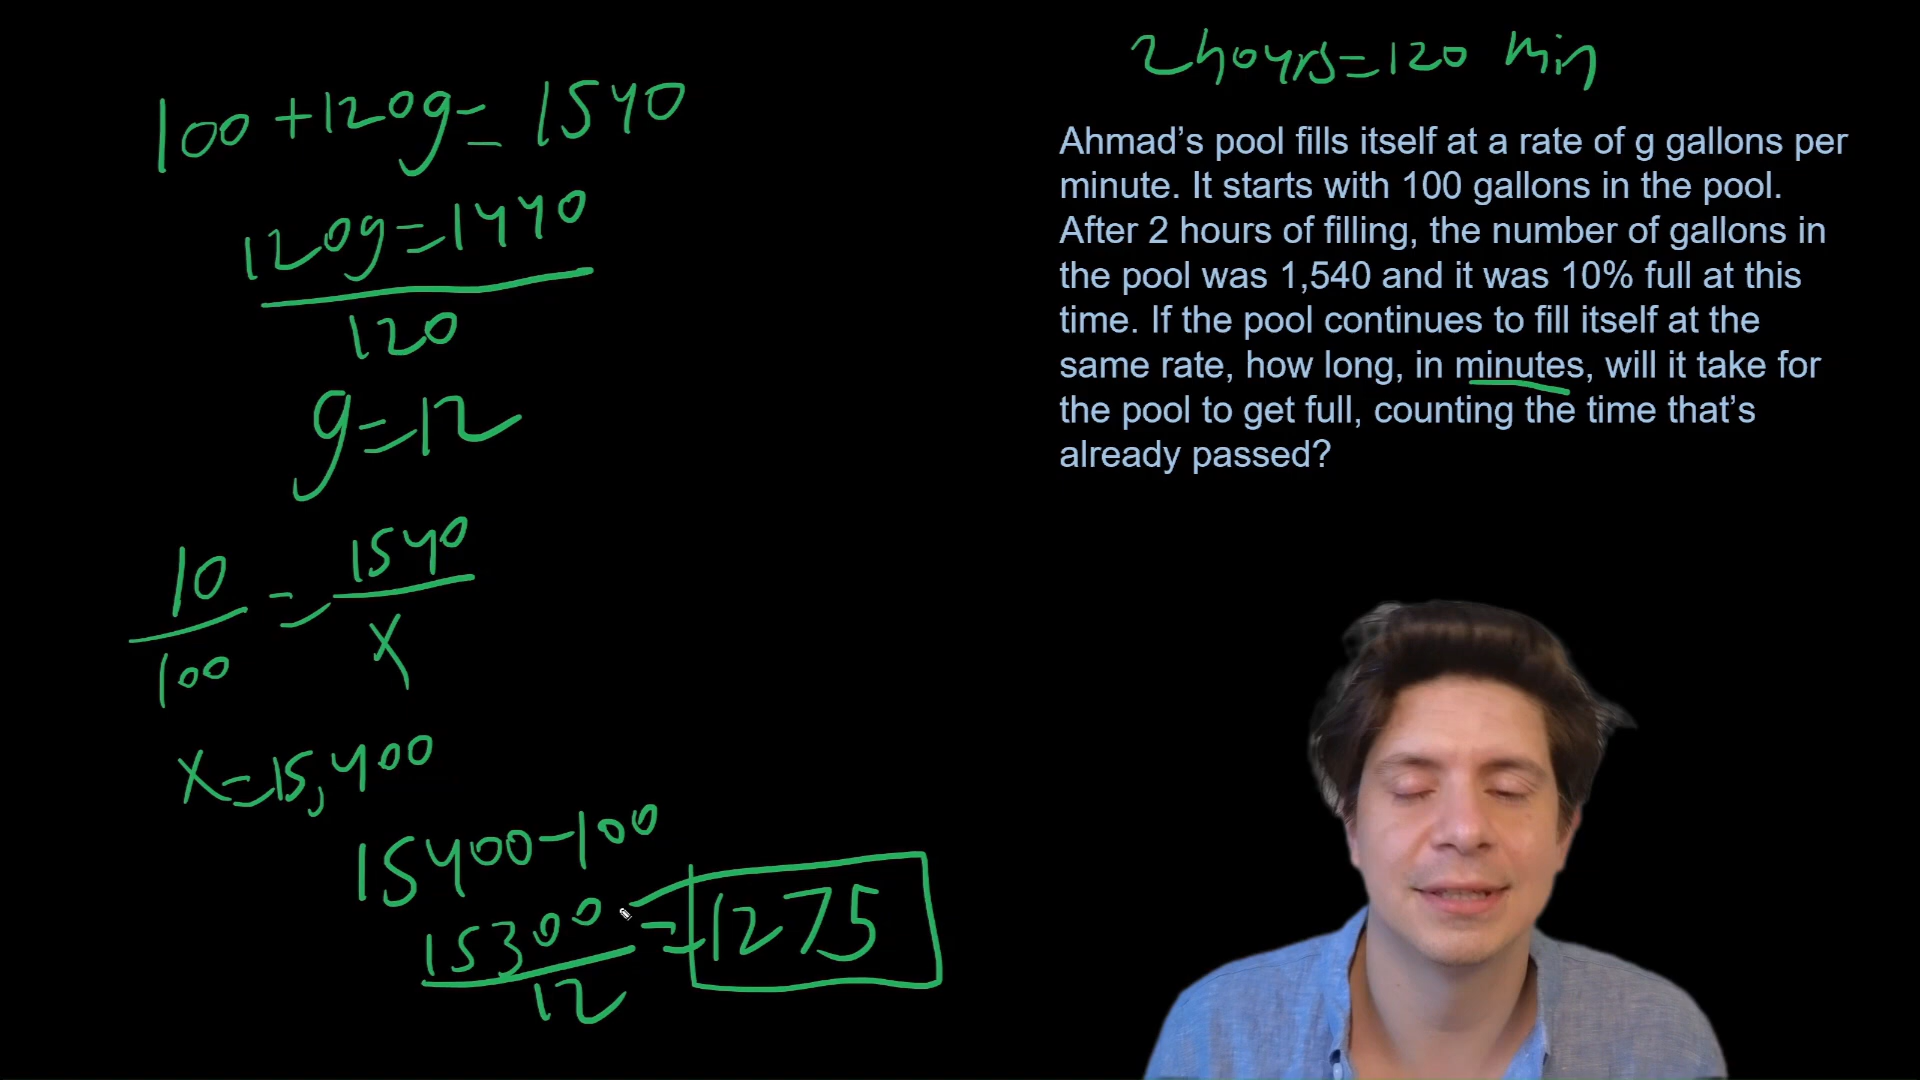 100 + 120g = 1540
120g = 1440
120
g = 12
10 = 1540
100 x
x = 15,400
15400 - 100
15300 = 1275
12
2 hours = 120 min
Ahmad’s pool fills itself at a rate of g gallons per
minute. It starts with 100 gallons in the pool.
After 2 hours of filling, the number of gallons in
the pool was 1,540 and it was 10% full at this
time. If the pool continues to fill itself at the
same rate, how long, in minutes, will it take for
the pool to get full, counting the time that’s
already passed?